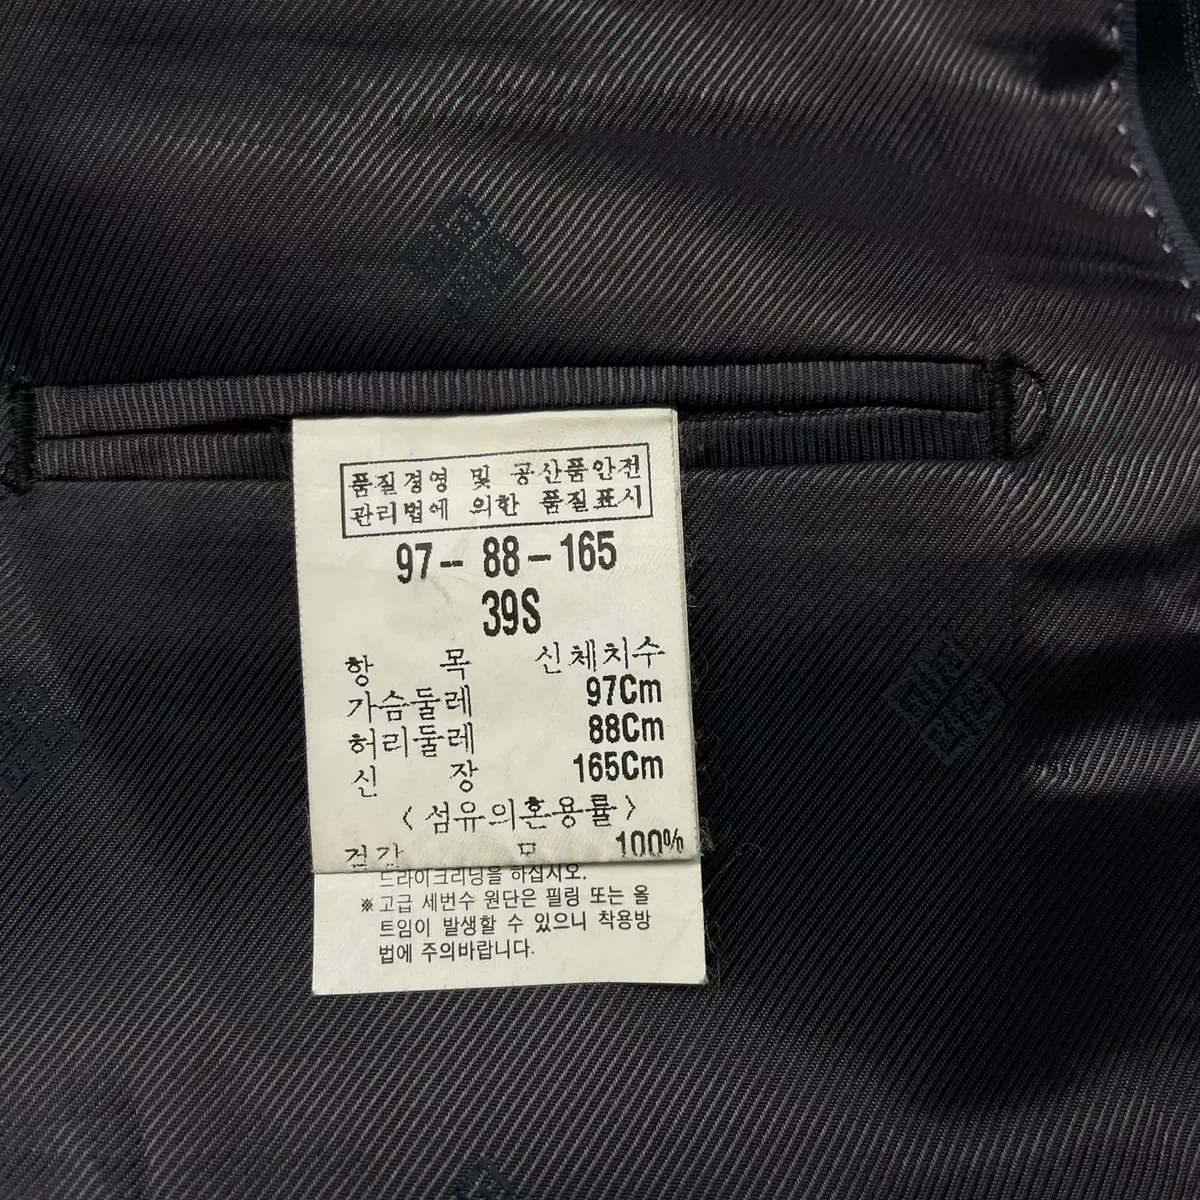 품질경영 및 공산품안전
관리법에 의한 품질표시
97-- 88-165
39S
항 목 신체치수
가슴둘레 97Cm
허리둘레 88Cm
신 장 165Cm
〈섬유의혼용률〉
겉감 모 100%
드라이크리닝을 하십시오.
※고급 세번수 원단은 필링 또는 올
트임이 발생할 수 있으니 착용방
법에 주의바랍니다.